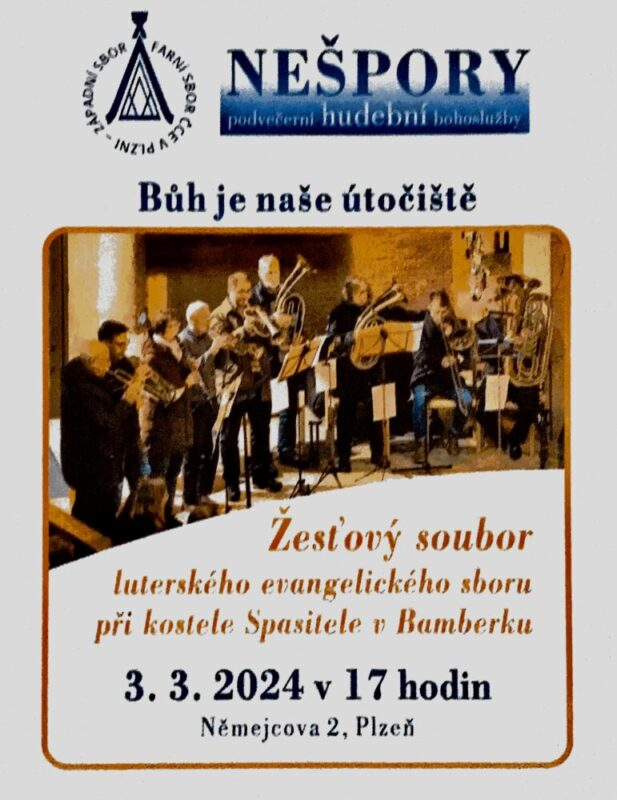 FARNÍ SBOR ČCE V PLZNI - ZÁPADNÍ SBOR
NEŠPORY
podvečerní hudební bohoslužby
Bůh je naše útočiště
Žesťový soubor
luterského evangelického sboru
při kostele Spasitele v Bamberku
3. 3. 2024 v 17 hodin
Němejcova 2, Plzeň